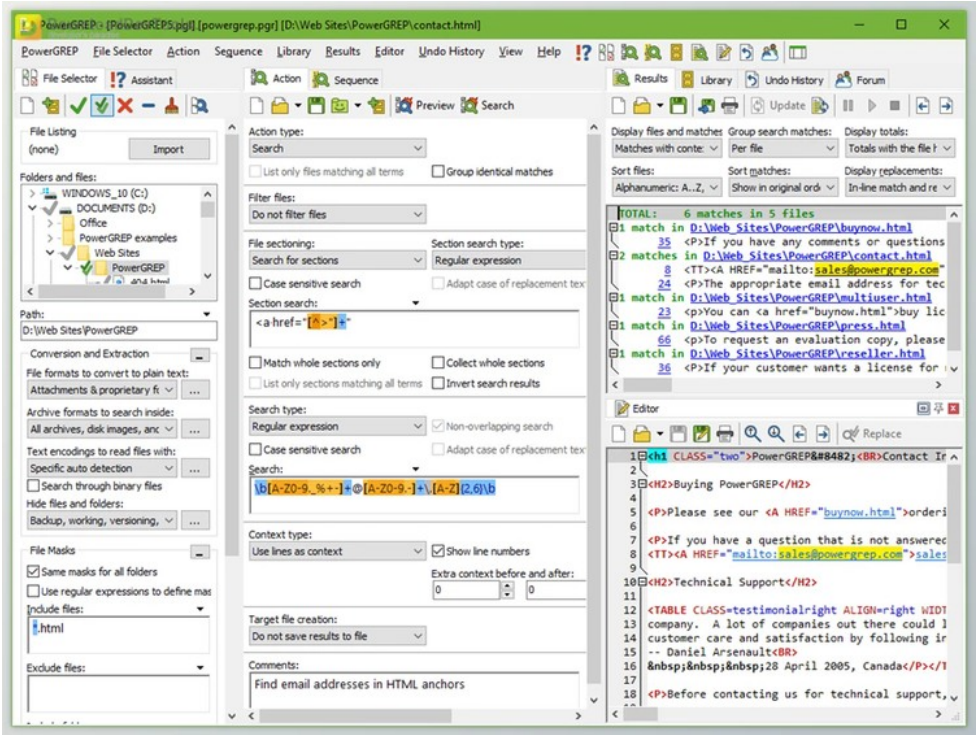 PowerGREP - [PowerGREP5.pgl] [powergrep.pgr] [D:\Web Sites\PowerGREP\contact.html]
PowerGREP File Selector Action Sequence Library Results Editor Undo History View Help
File Selector Assistant
File Listing
(none) Import
Folders and files:
WINDOWS_10 (C:)
DOCUMENTS (D:)
Office
PowerGREP examples
Web Sites
PowerGREP
404.html
Path:
D:\Web Sites\PowerGREP
Conversion and Extraction
File formats to convert to plain text:
Attachments & proprietary fc ...
Archive formats to search inside:
All archives, disk images, anc ...
Text encodings to read files with:
Specific auto detection ...
Search through binary files
Hide files and folders:
Backup, working, versioning, ...
File Masks
Same masks for all folders
Use regular expressions to define mas
Include files:
*.html
Exclude files:
Action Sequence
Preview Search
Action type:
Search
List only files matching all terms Group identical matches
Filter files:
Do not filter files
File sectioning: Section search type:
Search for sections Regular expression
Case sensitive search Adapt case of replacement tex
Section search:
<a href="[^>"]+"
Match whole sections only Collect whole sections
List only sections matching all terms Invert search results
Search type:
Regular expression Non-overlapping search
Case sensitive search Adapt case of replacement tex
Search:
\b[A-Z0-9._%+-]+@[A-Z0-9.-]+\.[A-Z]{2,6}\b
Context type:
Use lines as context Show line numbers
Extra context before and after:
0 0
Target file creation:
Do not save results to file
Comments:
Find email addresses in HTML anchors
Results Library Undo History Forum
Update
Display files and matches Group search matches: Display totals:
Matches with conte: Per file Totals with the file h
Sort files: Sort matches: Display replacements:
Alphanumeric: A..Z, Show in original orde In-line match and re
TOTAL: 6 matches in 5 files
1 match in D:\Web Sites\PowerGREP\buynow.html
35 <P>If you have any comments or questions
2 matches in D:\Web Sites\PowerGREP\contact.html
8 <TT><A HREF="mailto:sales@powergrep.com"
24 <P>The appropriate email address for tec
1 match in D:\Web Sites\PowerGREP\multiuser.html
23 <p>You can <a href="buynow.html">buy lic
1 match in D:\Web Sites\PowerGREP\press.html
66 <p>To request an evaluation copy, please
1 match in D:\Web Sites\PowerGREP\reseller.html
36 <P>If your customer wants a license for
Editor
Replace
1 <h1 CLASS="two">PowerGREP&#8482;<BR>Contact In
2
3 <H2>Buying PowerGREP</H2>
4
5 <P>Please see our <A HREF="buynow.html">orderi
6
7 <P>If you have a question that is not answered
8 <TT><A HREF="mailto:sales@powergrep.com">sales
9
10 <H2>Technical Support</H2>
11
12 <TABLE CLASS=testimonialright ALIGN=right WIDT
13 company. A lot of companies out there could l
14 customer care and satisfaction by following in
15 -- Daniel Arsenault<BR>
16 &nbsp;&nbsp;&nbsp;28 April 2005, Canada</P></T
17
18 <P>Before contacting us for technical support,